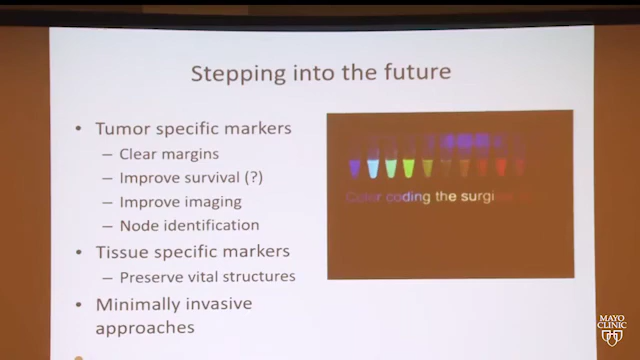 Stepping into the future
• Tumor specific markers
– Clear margins
– Improve survival (?)
– Improve imaging
– Node identification
• Tissue specific markers
– Preserve vital structures
• Minimally invasive
approaches
Color coding the surgi
MAYO
CLINIC